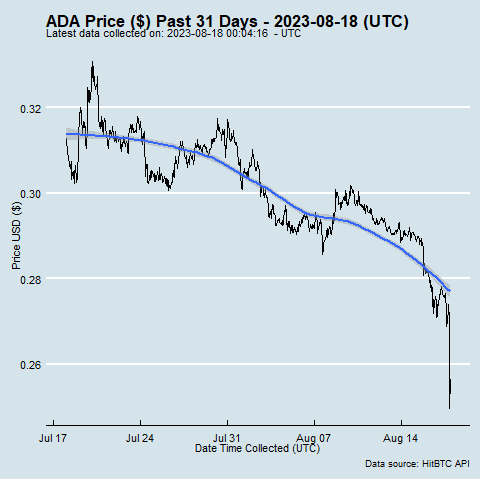 ADA Price ($) Past 31 Days - 2023-08-18 (UTC)
Latest data collected on: 2023-08-18 00:04:16 - UTC
0.32
0.30
0.28
0.26
Price USD ($)
Jul 17
Jul 24
Jul 31
Aug 07
Aug 14
Date Time Collected (UTC)
Data source: HitBTC API